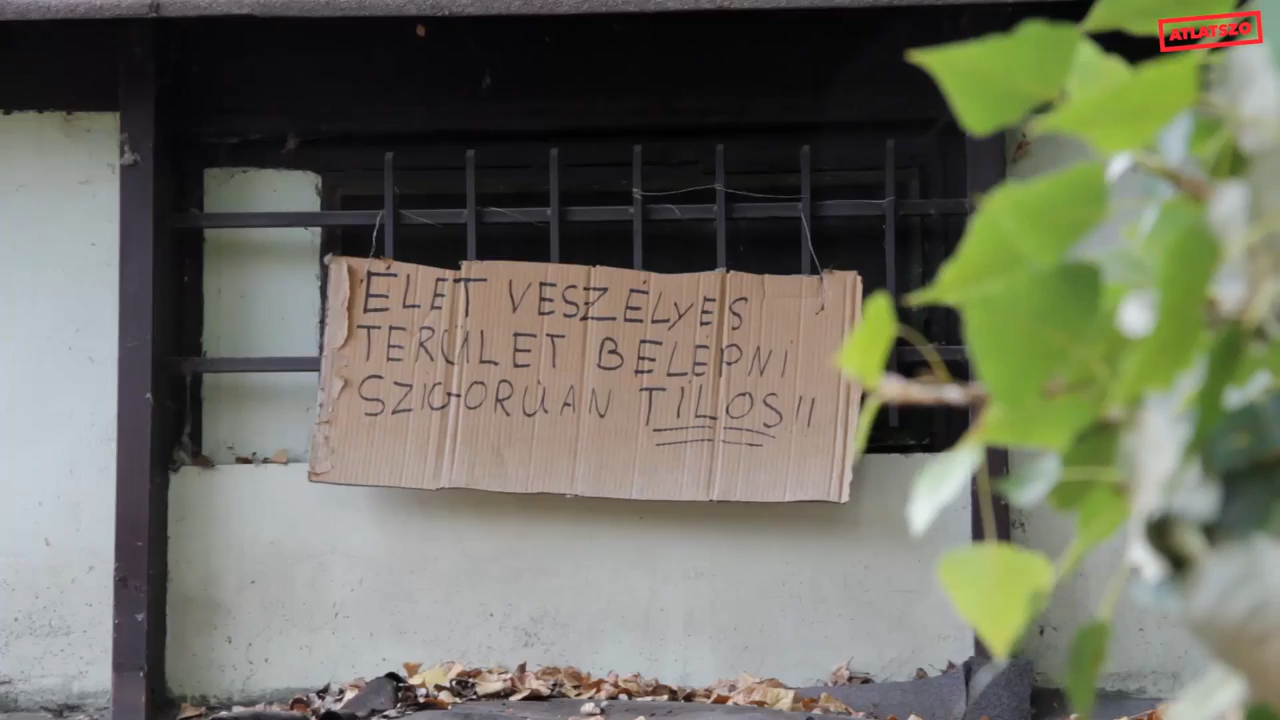 ATLATSZO
ÉLET VESZÉLYES
TERÜLET BELÉPNI
SZIGORÚAN TILOS!!